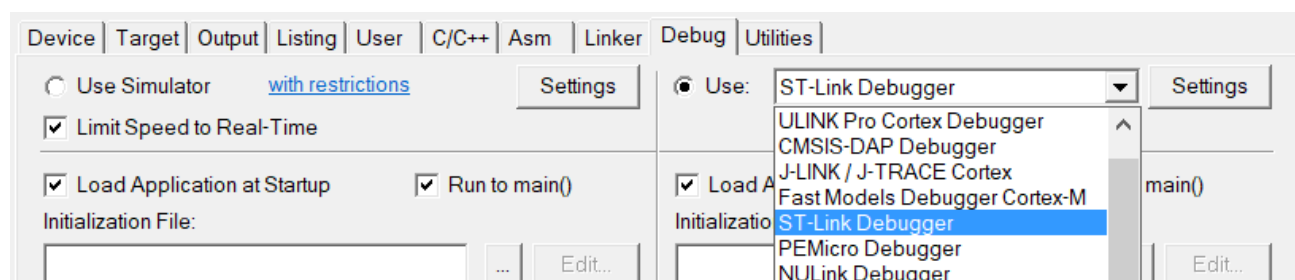 Device Target Output Listing User C/C++ Asm Linker Debug Utilities
Use Simulator with restrictions Settings Use: ST-Link Debugger Settings
Limit Speed to Real-Time
ULINK Pro Cortex Debugger
CMSIS-DAP Debugger
J-LINK / J-TRACE Cortex
Fast Models Debugger Cortex-M
ST-Link Debugger
PEMicro Debugger
NULink Debugger
Load Application at Startup Run to main() Load A main()
Initialization File: Initializatio
... Edit... Edit...